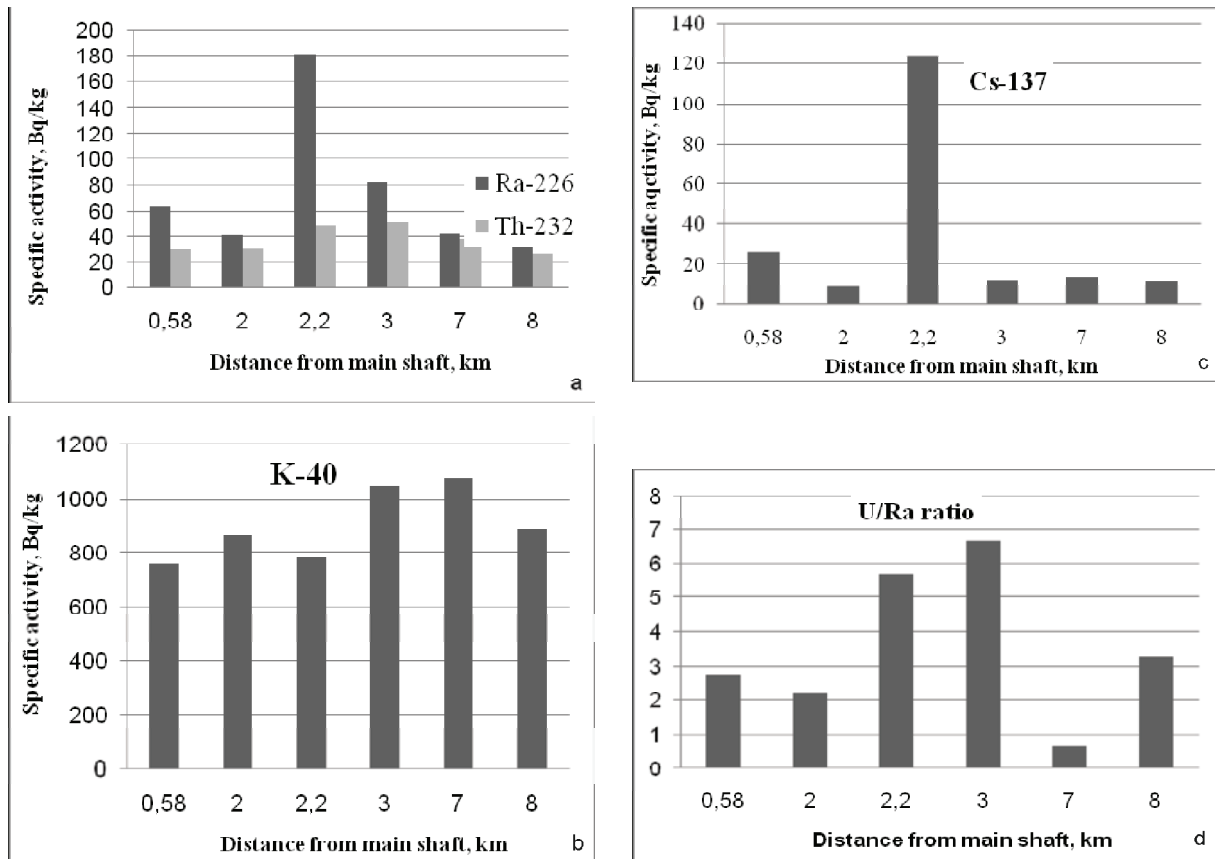 Specific activity, Bq/kg
200
180
160
140
120
100
80
60
40
20
0
Ra-226
Th-232
0,58 2 2,2 3 7 8
Distance from main shaft, km
a
Specific aqctivity, Bq/kg
140
120
100
80
60
40
20
0
Cs-137
0,58 2 2,2 3 7 8
Distance from main shaft, km
c
Specific activity, Bq/kg
1200
1000
800
600
400
200
0
K-40
0,58 2 2,2 3 7 8
Distance from main shaft, km
b
8
7
6
5
4
3
2
1
0
U/Ra ratio
0,58 2 2,2 3 7 8
Distance from main shaft, km
d